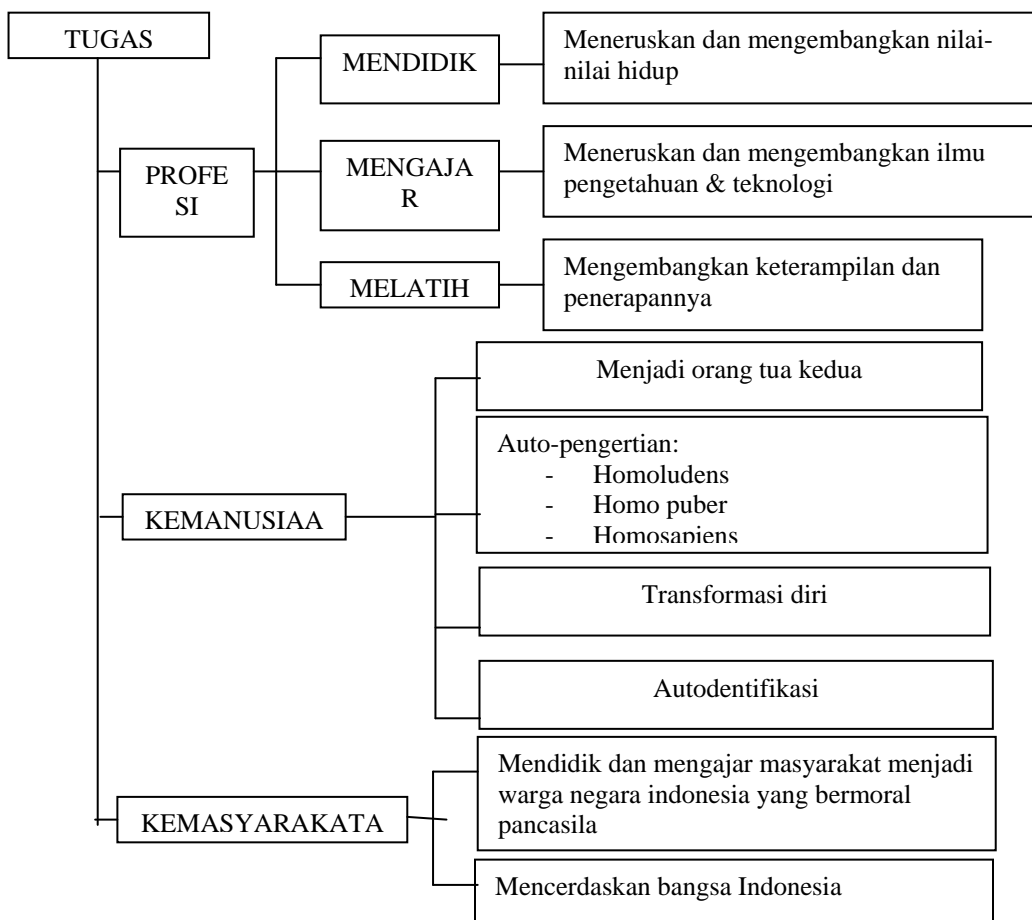 TUGAS
MENDIDIK
Meneruskan dan mengembangkan nilai-
nilai hidup
PROFE
SI
MENGAJA
R
Meneruskan dan mengembangkan ilmu
pengetahuan & teknologi
MELATIH
Mengembangkan keterampilan dan
penerapannya
Menjadi orang tua kedua
Auto-pengertian:
- Homoludens
- Homo puber
- Homosapiens
KEMANUSIAA
Transformasi diri
Autodentifikasi
KEMASYARAKATA
Mendidik dan mengajar masyarakat menjadi
warga negara indonesia yang bermoral
pancasila
Mencerdaskan bangsa Indonesia